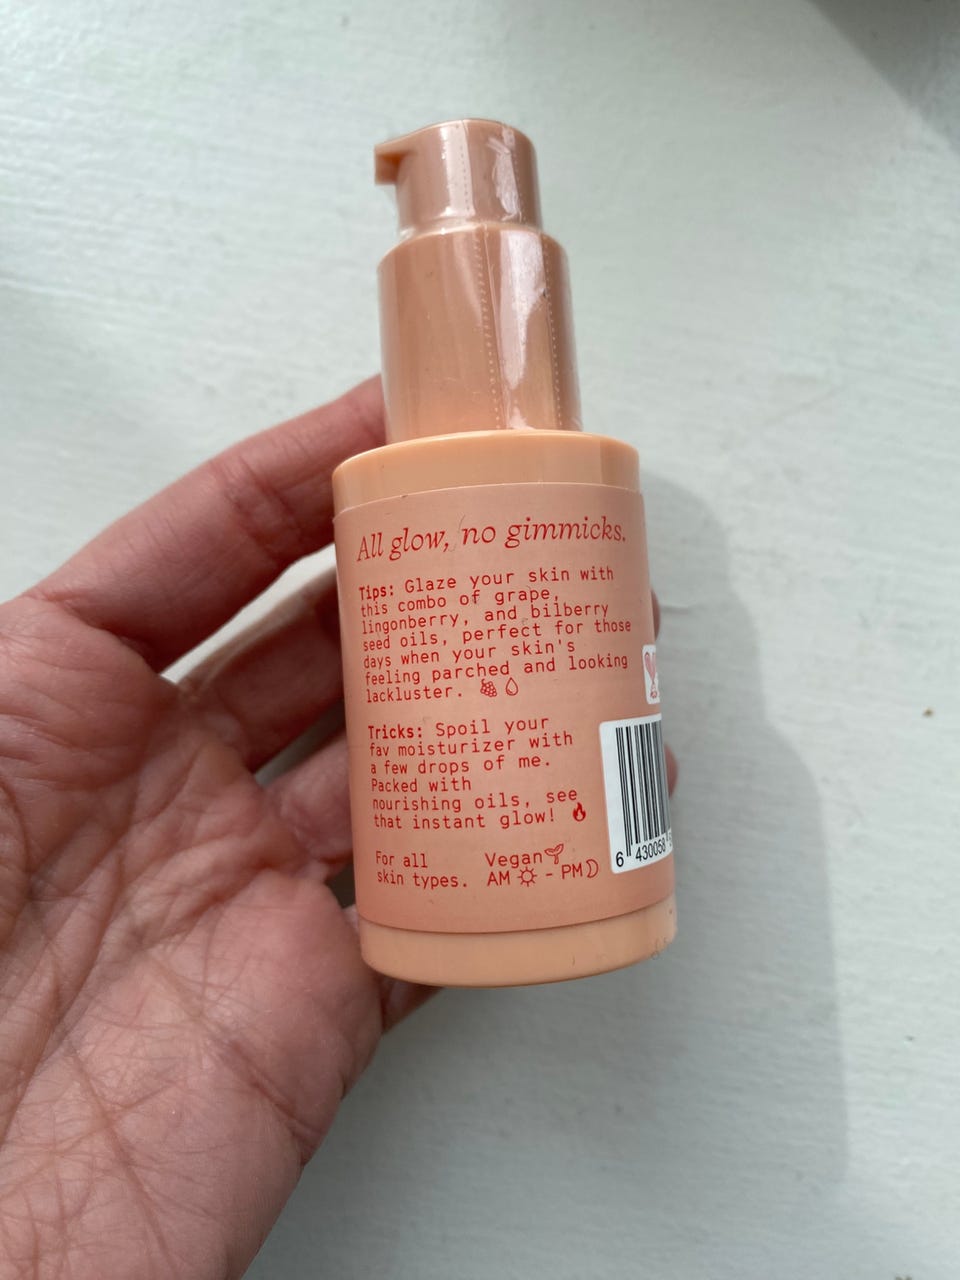 All glow, no gimmicks.
Tips: Glaze your skin with
this combo of grape,
lingonberry, and bilberry
seed oils, perfect for those
days when your skin's
feeling parched and looking
lackluster.
Tricks: Spoil your
fav moisturizer with
a few drops of me.
Packed with
nourishing oils, see
that instant glow!
For all
skin types.
Vegan
AM - PM
6 430058